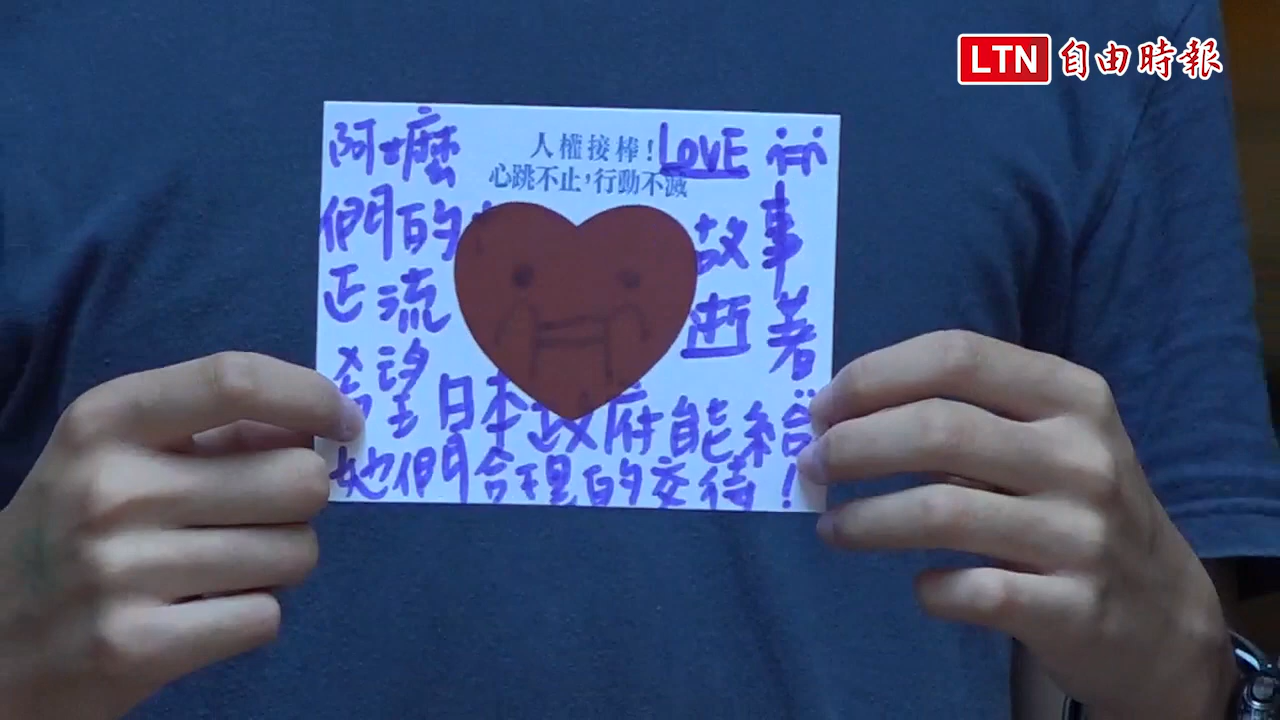 LTN 自由時報
人權接棒!
心跳不止,行動不滅
LOVE
阿嬤
們的 故事
正流逝著
希望日本政府能給
她們合理的交待!